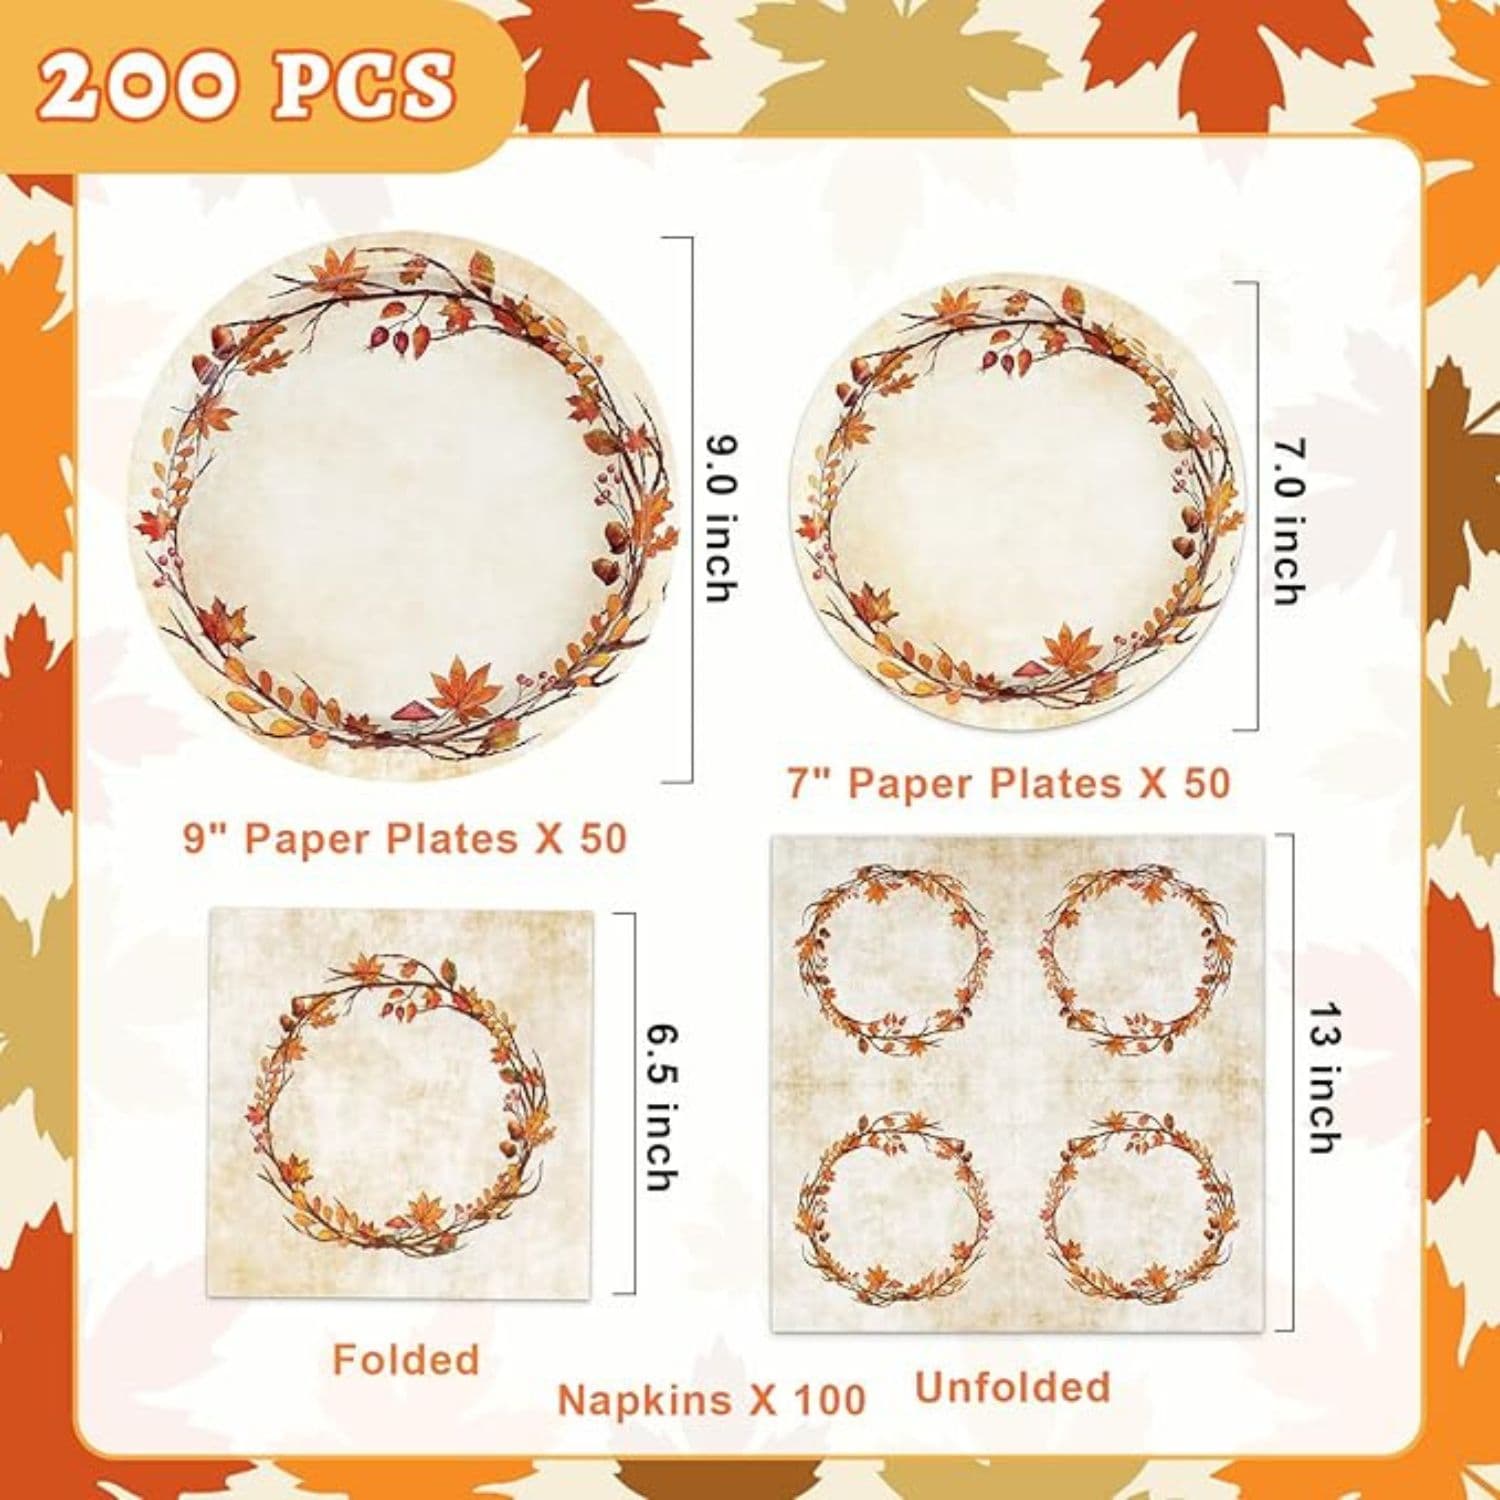 200 PCS
9.0 inch
7.0 inch
7" Paper Plates X 50
9" Paper Plates X 50
6.5 inch
13 inch
Folded
Unfolded
Napkins X 100